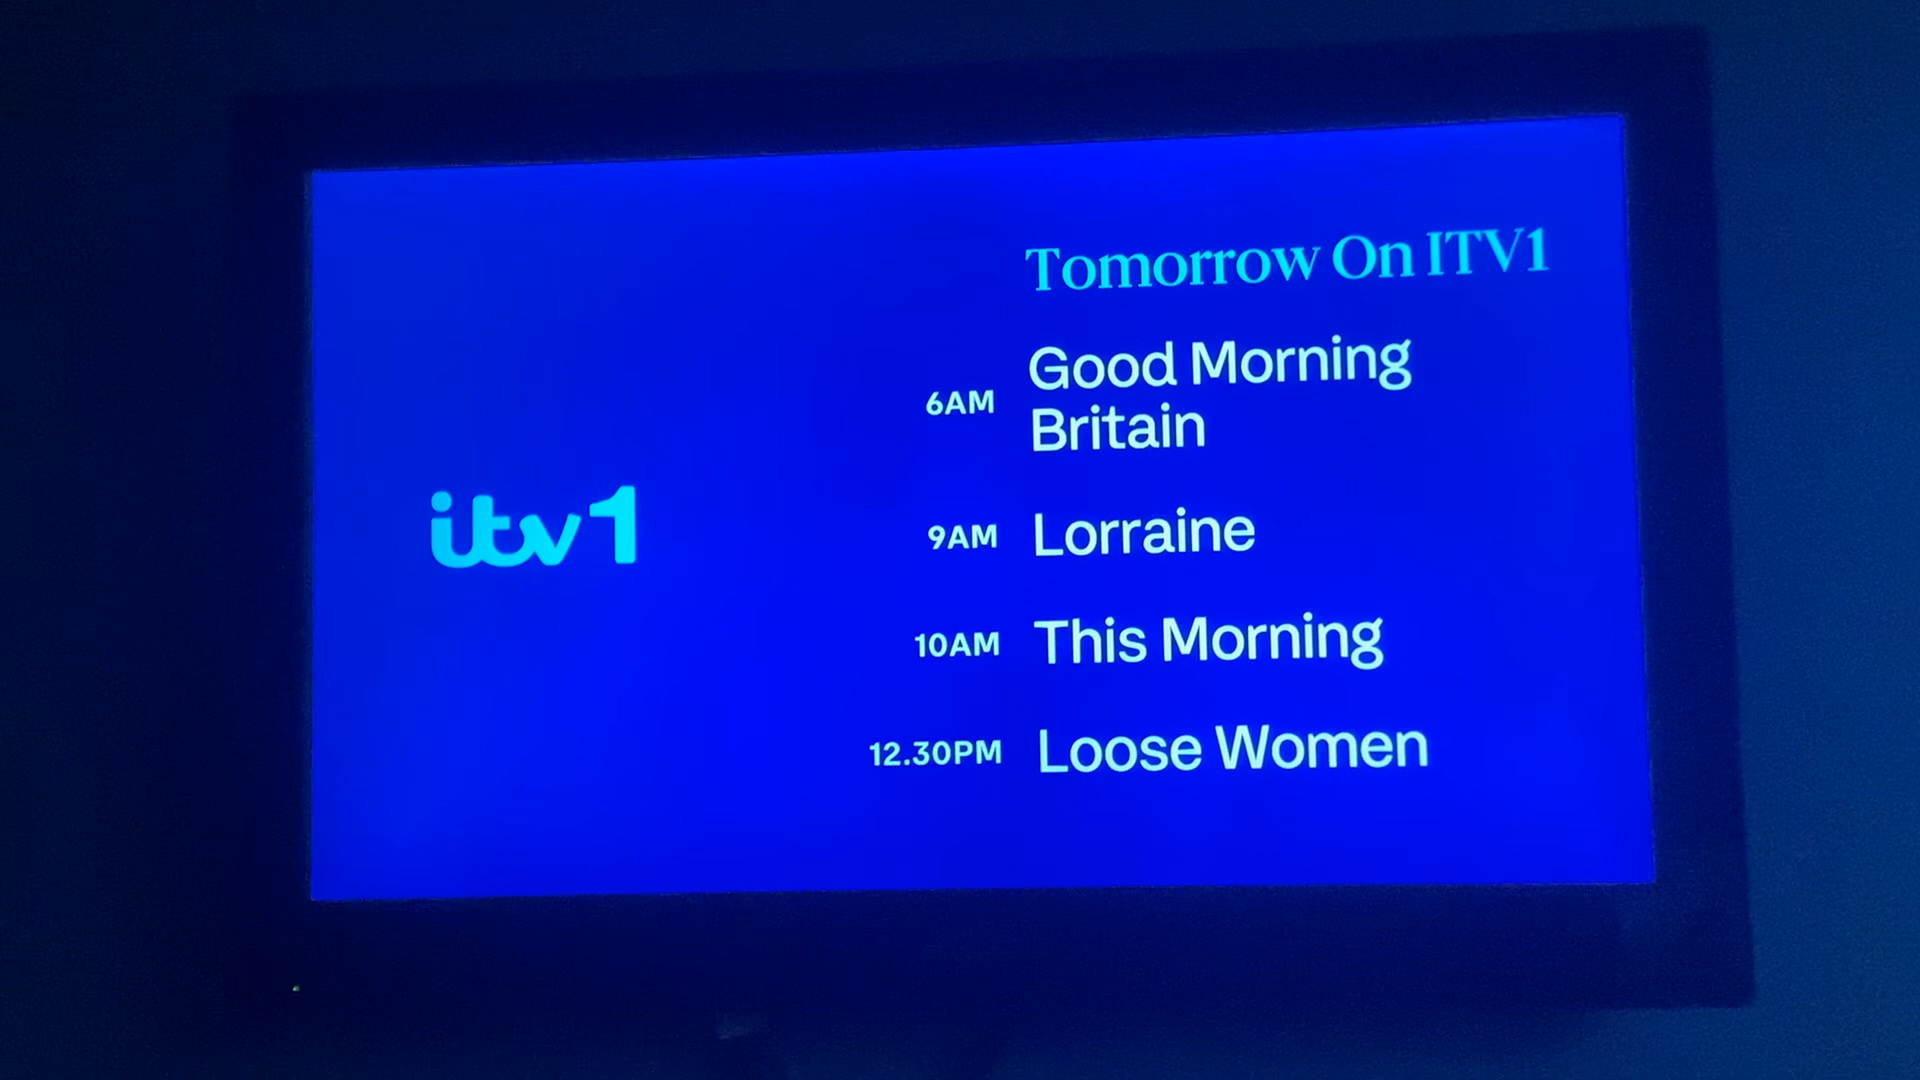 Tomorrow On ITV1
6AM Good Morning
Britain
itv1
9AM Lorraine
10AM This Morning
12.30PM Loose Women